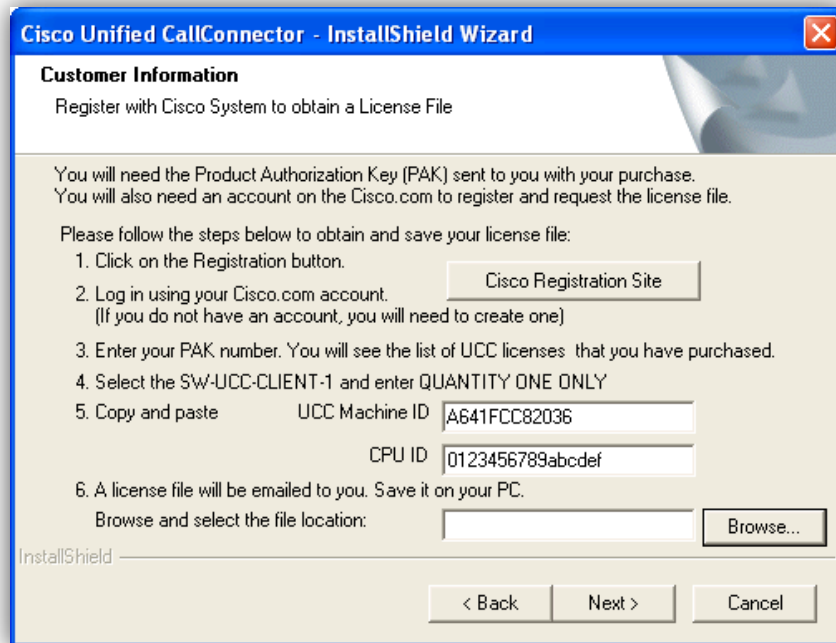 Cisco Unified CallConnector - InstallShield Wizard
Customer Information
Register with Cisco System to obtain a License File
You will need the Product Authorization Key (PAK) sent to you with your purchase.
You will also need an account on the Cisco.com to register and request the license file.
Please follow the steps below to obtain and save your license file:
1. Click on the Registration button.
Cisco Registration Site
2. Log in using your Cisco.com account.
(If you do not have an account, you will need to create one)
3. Enter your PAK number. You will see the list of UCC licenses that you have purchased.
4. Select the SW-UCC-CLIENT-1 and enter QUANTITY ONE ONLY
5. Copy and paste UCC Machine ID A641FCC82036
CPU ID 0123456789abcdef
6. A license file will be emailed to you. Save it on your PC.
Browse and select the file location: Browse...
InstallShield
< Back Next > Cancel